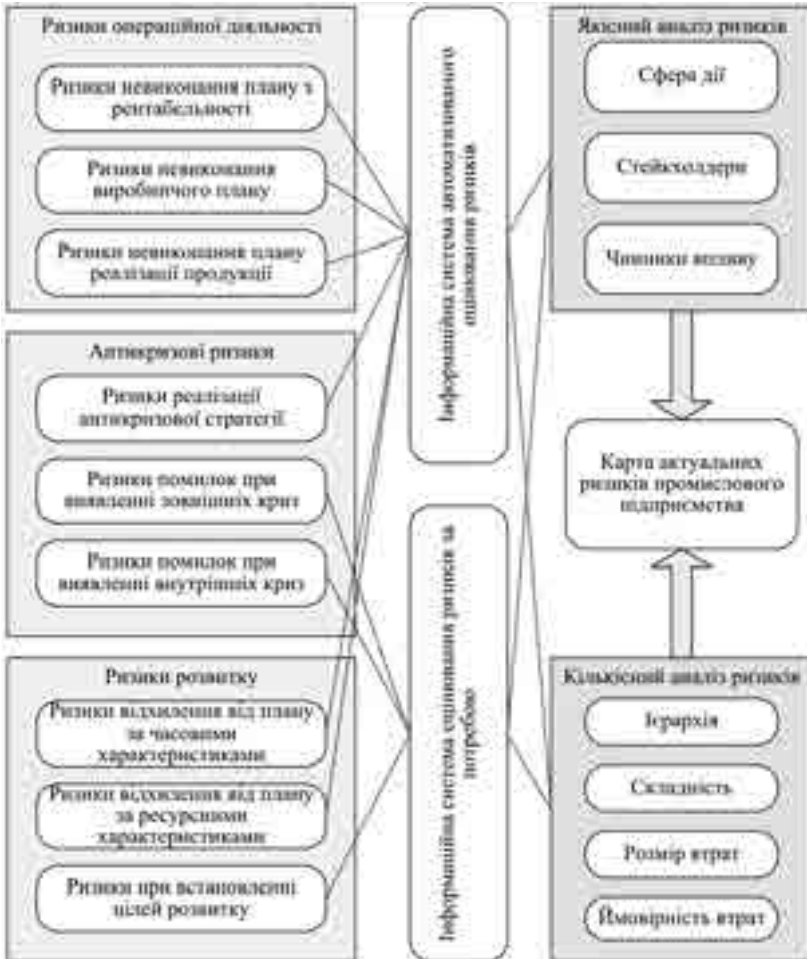 Ризики операційної діяльності
Ризики невиконання плану з
рентабельності
Ризики невиконання
виробничого плану
Ризики невиконання плану
реалізації продукції
Антикризові ризики
Ризики реалізації
антикризової стратегії
Ризики помилок при
виявленні зовнішніх криз
Ризики помилок при
виявленні внутрішніх криз
Ризики розвитку
Ризики відхилення від плану
за часовими
характеристиками
Ризики відхилення від плану
за ресурсними
характеристиками
Ризики при встановленні
цілей розвитку
Інформаційна система автоматизованого
оцінювання ризиків
Інформаційна система оцінювання ризиків за
потребою
Якісний аналіз ризиків
Сфера дії
Стейкхолдери
Чинники впливу
Карта актуальних
ризиків промислового
підприємства
Кількісний аналіз ризиків
Ієрархія
Складність
Розмір втрат
Ймовірність втрат